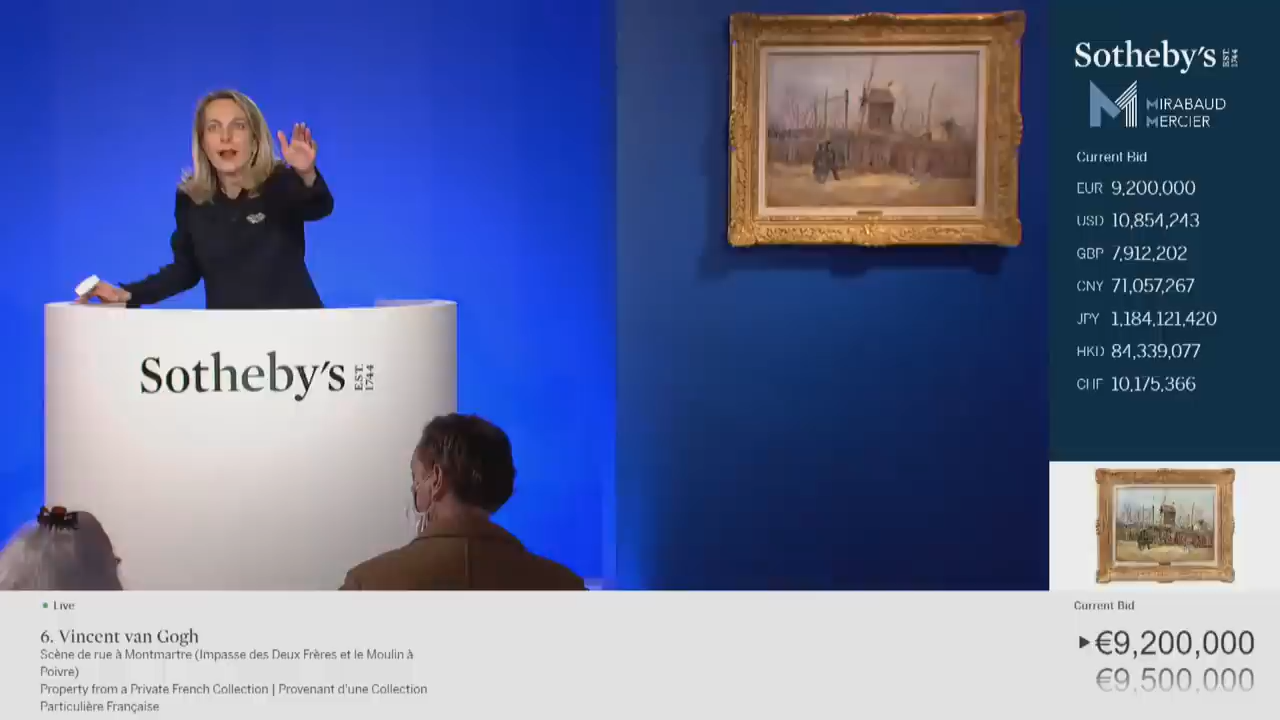 Sotheby's EST. 1744
MIRABAUD
MERCIER
Current Bid
EUR 9,200,000
USD 10,854,243
GBP 7,912,202
CNY 71,057,267
JPY 1,184,121,420
HKD 84,339,077
CHF 10,175,366
Sotheby's EST. 1744
Live
6. Vincent van Gogh
Scène de rue à Montmartre (Impasse des Deux Frères et le Moulin à
Poivre)
Property from a Private French Collection | Provenant d'une Collection
Particulière Française
Current Bid
€9,200,000
€9,500,000